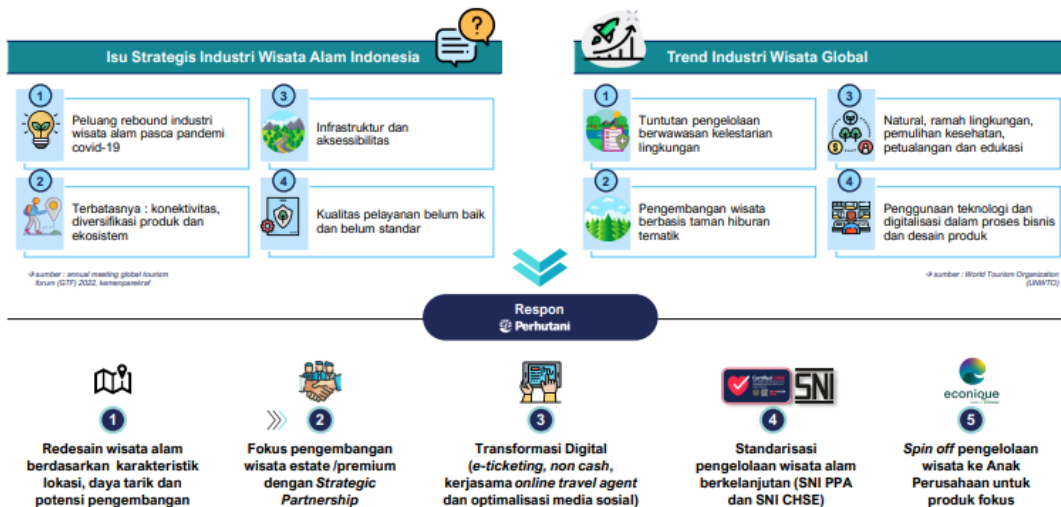 Isu Strategis Industri Wisata Alam Indonesia
1
Peluang rebound industri
wisata alam pasca pandemi
covid-19
2
Terbatasnya : konektivitas,
diversifikasi produk dan
ekosistem
3
Infrastruktur dan
aksessibilitas
4
Kualitas pelayanan belum baik
dan belum standar
sumber : annual meeting global tourism
forum (GTF) 2022, kemenparekraf
Trend Industri Wisata Global
1
Tuntutan pengelolaan
berwawasan kelestarian
lingkungan
2
Pengembangan wisata
berbasis taman hiburan
tematik
3
Natural, ramah lingkungan,
pemulihan kesehatan,
petualangan dan edukasi
4
Penggunaan teknologi dan
digitalisasi dalam proses bisnis
dan desain produk
sumber : World Tourism Organization
(UNWTO)
Respon
Perhutani
1
Redesain wisata alam
berdasarkan karakteristik
lokasi, daya tarik dan
potensi pengembangan
2
Fokus pengembangan
wisata estate /premium
dengan Strategic
Partnership
3
Transformasi Digital
(e-ticketing, non cash,
kerjasama online travel agent
dan optimalisasi media sosial)
SNI
4
Standarisasi
pengelolaan wisata alam
berkelanjutan (SNI PPA
dan SNI CHSE)
econique
5
Spin off pengelolaan
wisata ke Anak
Perusahaan untuk
produk fokus